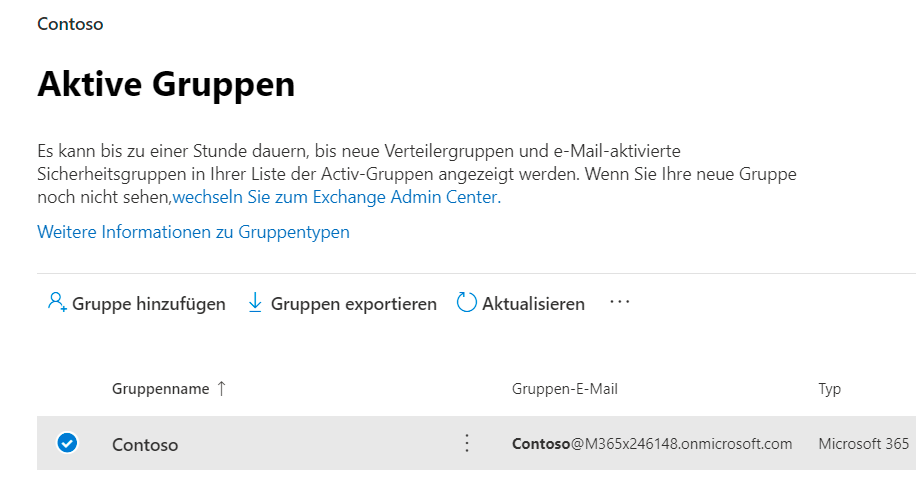 Contoso
Aktive Gruppen
Es kann bis zu einer Stunde dauern, bis neue Verteilergruppen und e-Mail-aktivierte
Sicherheitsgruppen in Ihrer Liste der Activ-Gruppen angezeigt werden. Wenn Sie Ihre neue Gruppe
noch nicht sehen,wechseln Sie zum Exchange Admin Center.
Weitere Informationen zu Gruppentypen
Gruppe hinzufügen Gruppen exportieren Aktualisieren ···
Gruppenname ↑ Gruppen-E-Mail Typ
Contoso Contoso@M365x246148.onmicrosoft.com Microsoft 365